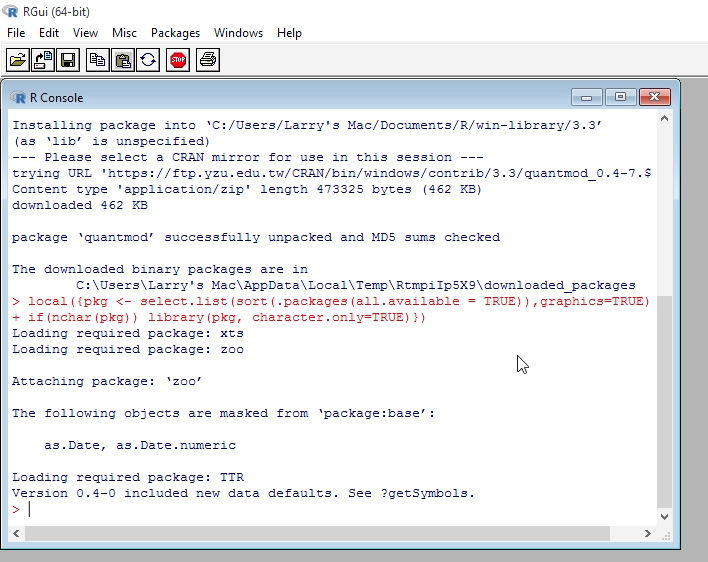 RGui (64-bit)
File Edit View Misc Packages Windows Help
STOP
R Console
Installing package into ‘C:/Users/Larry's Mac/Documents/R/win-library/3.3’
(as ‘lib’ is unspecified)
--- Please select a CRAN mirror for use in this session ---
trying URL 'https://ftp.yzu.edu.tw/CRAN/bin/windows/contrib/3.3/quantmod_0.4-7.$
Content type 'application/zip' length 473325 bytes (462 KB)
downloaded 462 KB
package ‘quantmod’ successfully unpacked and MD5 sums checked
The downloaded binary packages are in
C:\Users\Larry's Mac\AppData\Local\Temp\RtmpiIp5X9\downloaded_packages
> local({pkg <- select.list(sort(.packages(all.available = TRUE)),graphics=TRUE)
+ if(nchar(pkg)) library(pkg, character.only=TRUE)})
Loading required package: xts
Loading required package: zoo
Attaching package: ‘zoo’
The following objects are masked from ‘package:base’:
as.Date, as.Date.numeric
Loading required package: TTR
Version 0.4-0 included new data defaults. See ?getSymbols.
>